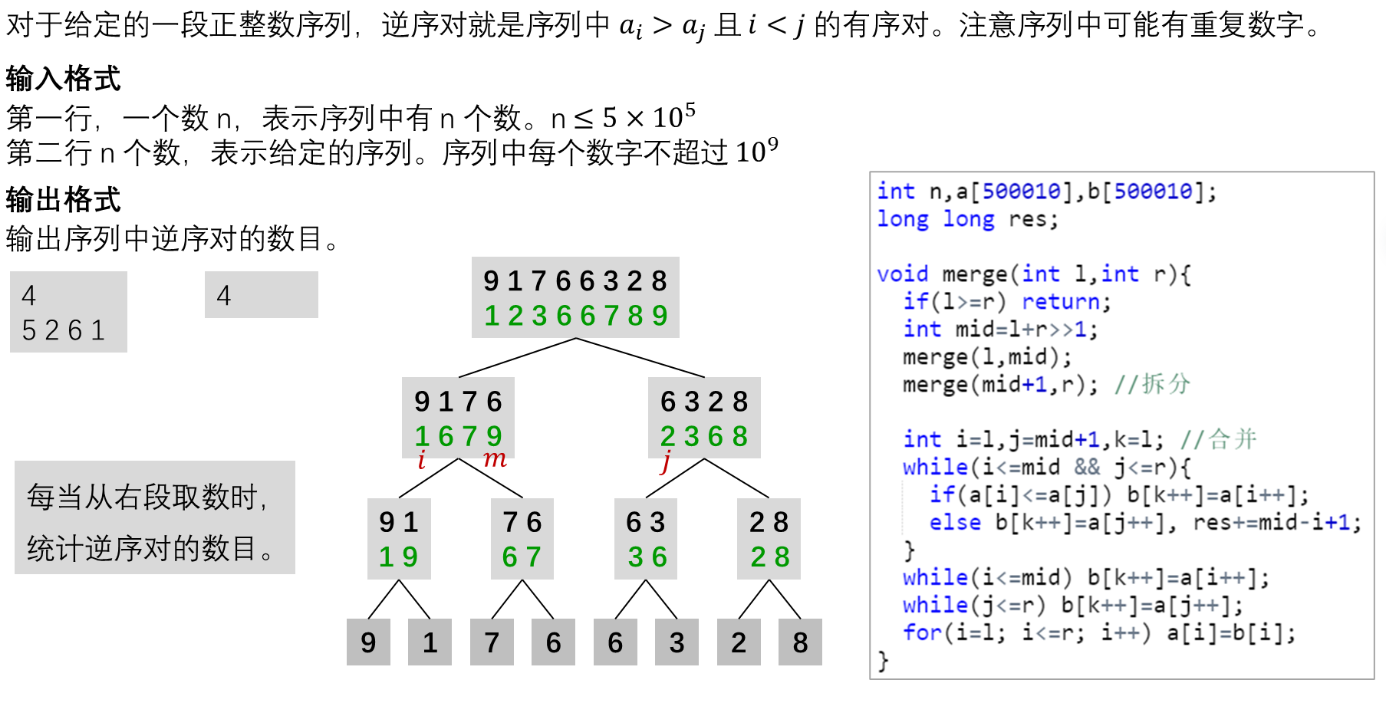 对于给定的一段正整数序列，逆序对就是序列中 aᵢ > aⱼ 且 i < j 的有序对。注意序列中可能有重复数字。
输入格式
第一行，一个数 n，表示序列中有 n 个数。n ≤ 5 × 10⁵
第二行 n 个数，表示给定的序列。序列中每个数字不超过 10⁹
输出格式
输出序列中逆序对的数目。
4
5 2 6 1
4
每当从右段取数时，
统计逆序对的数目。
9 1 7 6 6 3 2 8
1 2 3 6 6 7 8 9
9 1 7 6
1 6 7 9
i m
6 3 2 8
2 3 6 8
j
9 1
1 9
7 6
6 7
6 3
3 6
2 8
2 8
9 1 7 6 6 3 2 8
int n,a[500010],b[500010];
long long res;
void merge(int l,int r){
if(l>=r) return;
int mid=l+r>>1;
merge(l,mid);
merge(mid+1,r); //拆分
int i=l,j=mid+1,k=l; //合并
while(i<=mid && j<=r){
if(a[i]<=a[j]) b[k++]=a[i++];
else b[k++]=a[j++], res+=mid-i+1;
}
while(i<=mid) b[k++]=a[i++];
while(j<=r) b[k++]=a[j++];
for(i=l; i<=r; i++) a[i]=b[i];
}